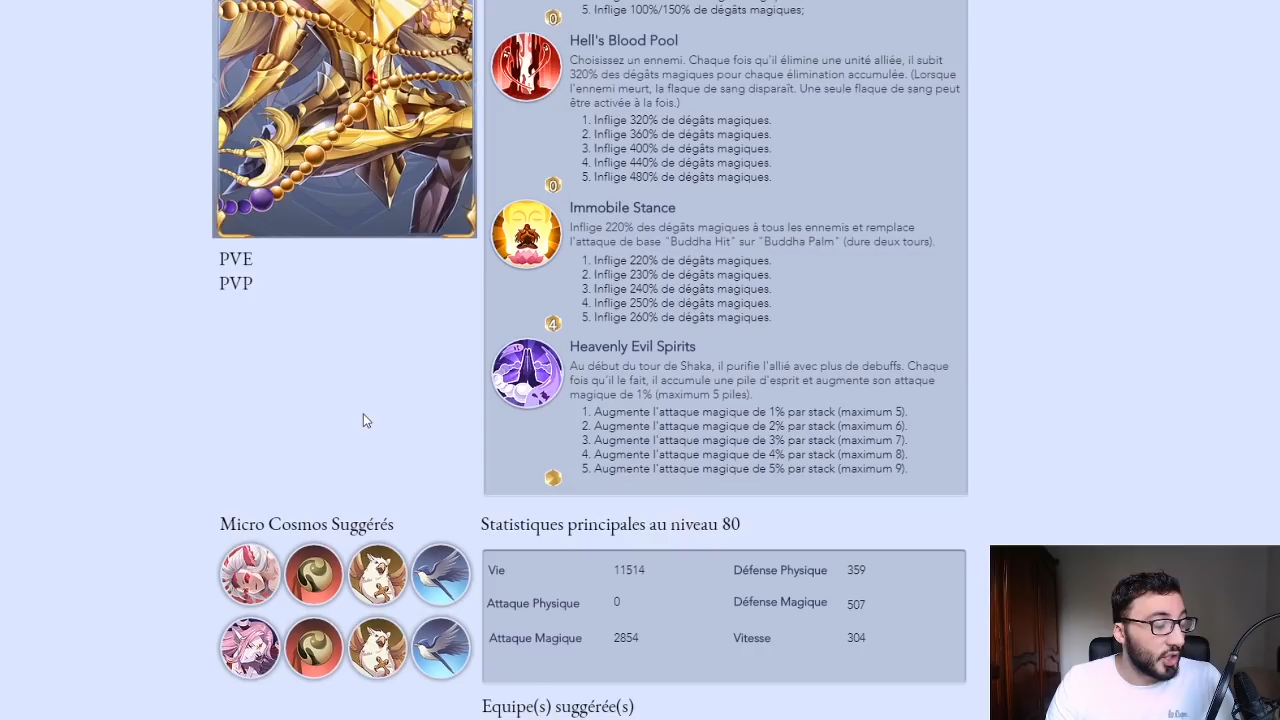 5. Inflige 100%/150% de dégâts magiques;
0
Hell's Blood Pool
Choisissez un ennemi. Chaque fois qu'il élimine une unité alliée, il subit
320% des dégâts magiques pour chaque élimination accumulée. (Lorsque
l'ennemi meurt, la flaque de sang disparaît. Une seule flaque de sang peut
être activée à la fois.)
1. Inflige 320% de dégâts magiques.
2. Inflige 360% de dégâts magiques.
3. Inflige 400% de dégâts magiques.
4. Inflige 440% de dégâts magiques.
5. Inflige 480% de dégâts magiques.
0
Immobile Stance
Inflige 220% des dégâts magiques à tous les ennemis et remplace
l'attaque de base "Buddha Hit" sur "Buddha Palm" (dure deux tours).
1. Inflige 220% de dégâts magiques.
2. Inflige 230% de dégâts magiques.
3. Inflige 240% de dégâts magiques.
4. Inflige 250% de dégâts magiques.
5. Inflige 260% de dégâts magiques.
4
Heavenly Evil Spirits
Au début du tour de Shaka, il purifie l'allié avec plus de debuffs. Chaque
fois qu'il le fait, il accumule une pile d'esprit et augmente son attaque
magique de 1% (maximum 5 piles).
1. Augmente l'attaque magique de 1% par stack (maximum 5).
2. Augmente l'attaque magique de 2% par stack (maximum 6).
3. Augmente l'attaque magique de 3% par stack (maximum 7).
4. Augmente l'attaque magique de 4% par stack (maximum 8).
5. Augmente l'attaque magique de 5% par stack (maximum 9).
PVE
PVP
Micro Cosmos Suggérés
Statistiques principales au niveau 80
Vie 11514 Défense Physique 359
Attaque Physique 0 Défense Magique 507
Attaque Magique 2854 Vitesse 304
Equipe(s) suggérée(s)